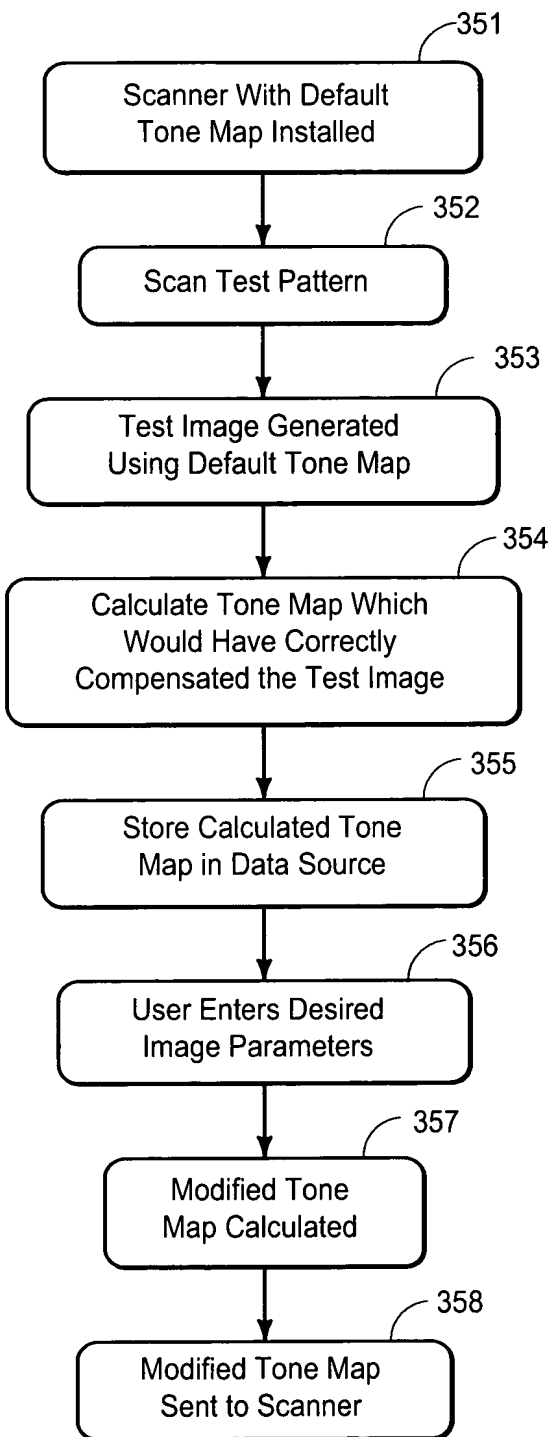 351
Scanner With Default
Tone Map Installed
352
Scan Test Pattern
353
Test Image Generated
Using Default Tone Map
354
Calculate Tone Map Which
Would Have Correctly
Compensated the Test Image
355
Store Calculated Tone
Map in Data Source
356
User Enters Desired
Image Parameters
357
Modified Tone
Map Calculated
358
Modified Tone Map
Sent to Scanner